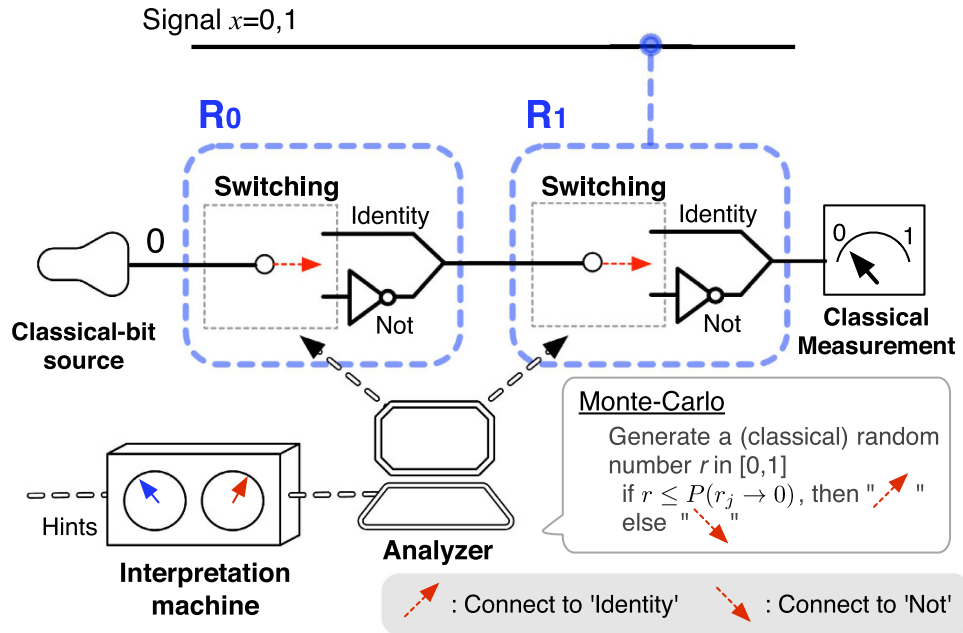 Signal x=0,1
R0
R1
Switching
Switching
Identity
Identity
0
0
1
Not
Not
Classical-bit
source
Classical
Measurement
Monte-Carlo
Generate a (classical) random
number r in [0,1]
if r ≤ P(r_j → 0), then " "
else " "
Hints
Analyzer
Interpretation
machine
: Connect to 'Identity'
: Connect to 'Not'